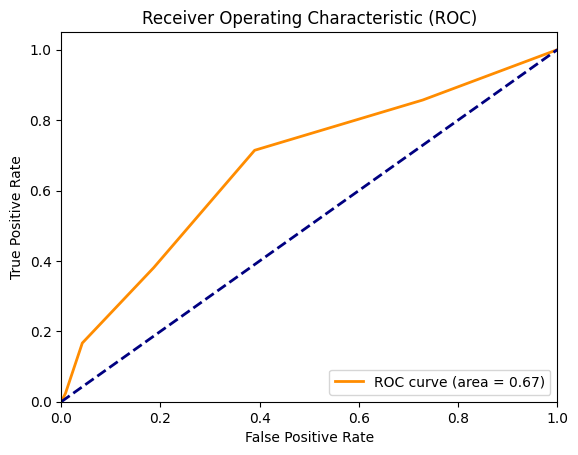 Receiver Operating Characteristic (ROC)
1.0
0.8
0.6
0.4
0.2
0.0
True Positive Rate
ROC curve (area = 0.67)
0.0 0.2 0.4 0.6 0.8 1.0
False Positive Rate